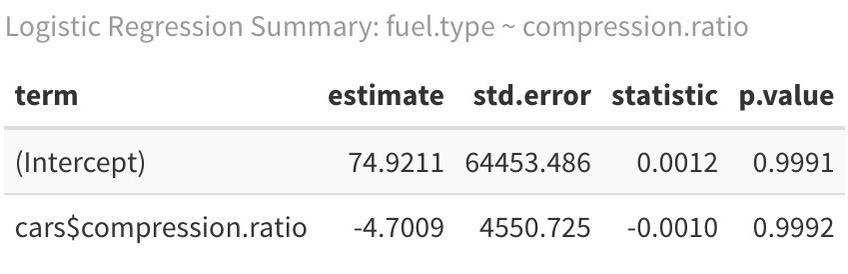 Logistic Regression Summary: fuel.type ~ compression.ratio
term estimate std.error statistic p.value
(Intercept) 74.9211 64453.486 0.0012 0.9991
cars$compression.ratio -4.7009 4550.725 -0.0010 0.9992